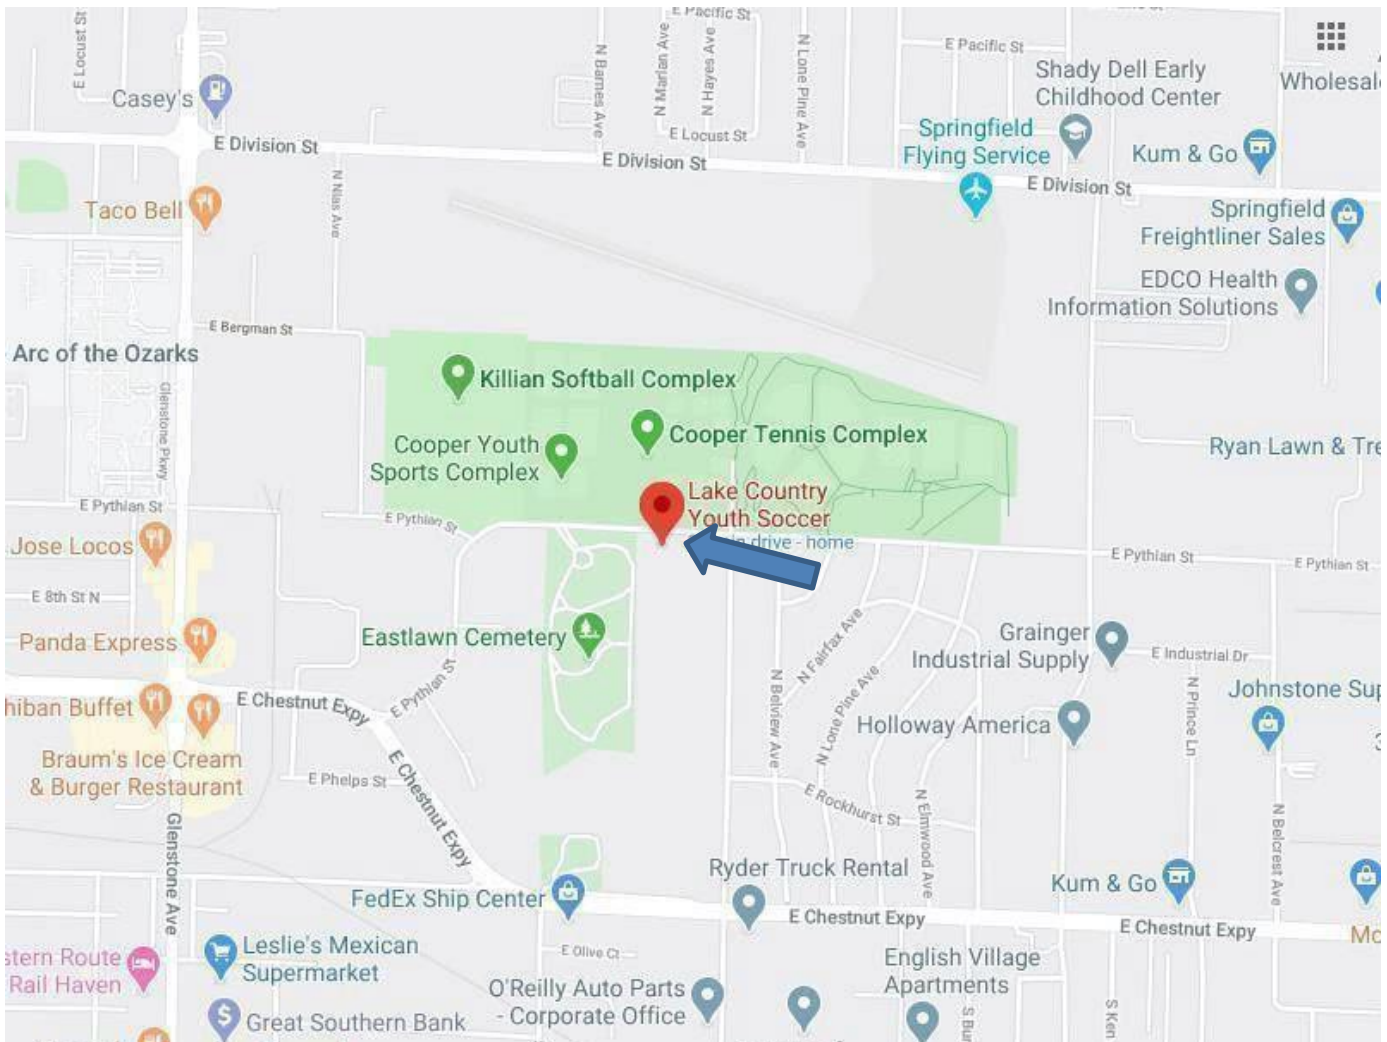 E Pacific St
E Locust St
N Barnes Ave
N Marlan Ave
N Hayes Ave
N Lone Pine Ave
E Pacific St
Shady Dell Early
Childhood Center
Wholesale
Casey's
E Locust St
Springfield
Flying Service
Kum & Go
E Division St
E Division St
E Division St
Taco Bell
Springfield
Freightliner Sales
EDCO Health
Information Solutions
E Bergman St
Arc of the Ozarks
Killian Softball Complex
Glenstone Pkwy
Cooper Youth
Sports Complex
Cooper Tennis Complex
Ryan Lawn & Tre
Lake Country
Youth Soccer
E Pythian St
E Pythian St
drive - home
Jose Locos
E Pythian St
E Pythian St
E 8th St N
Panda Express
Eastlawn Cemetery
N Fairfax Ave
Grainger
Industrial Supply
E Industrial Dr
E Pythian St
N Belview Ave
N Lone Pine Ave
N Prince Ln
Johnstone Sup
hiban Buffet
E Chestnut Expy
Holloway America
Braum's Ice Cream
& Burger Restaurant
E Phelps St
E Chestnut Expy
E Rockhurst St
N Elmwood Ave
N Belcrest Ave
Glenstone Ave
Ryder Truck Rental
Kum & Go
FedEx Ship Center
E Chestnut Expy
E Chestnut Expy
Mc
stern Route
Rail Haven
Leslie's Mexican
Supermarket
E Olive Ct
English Village
Apartments
O'Reilly Auto Parts
- Corporate Office
Great Southern Bank
S Bur
S Ken